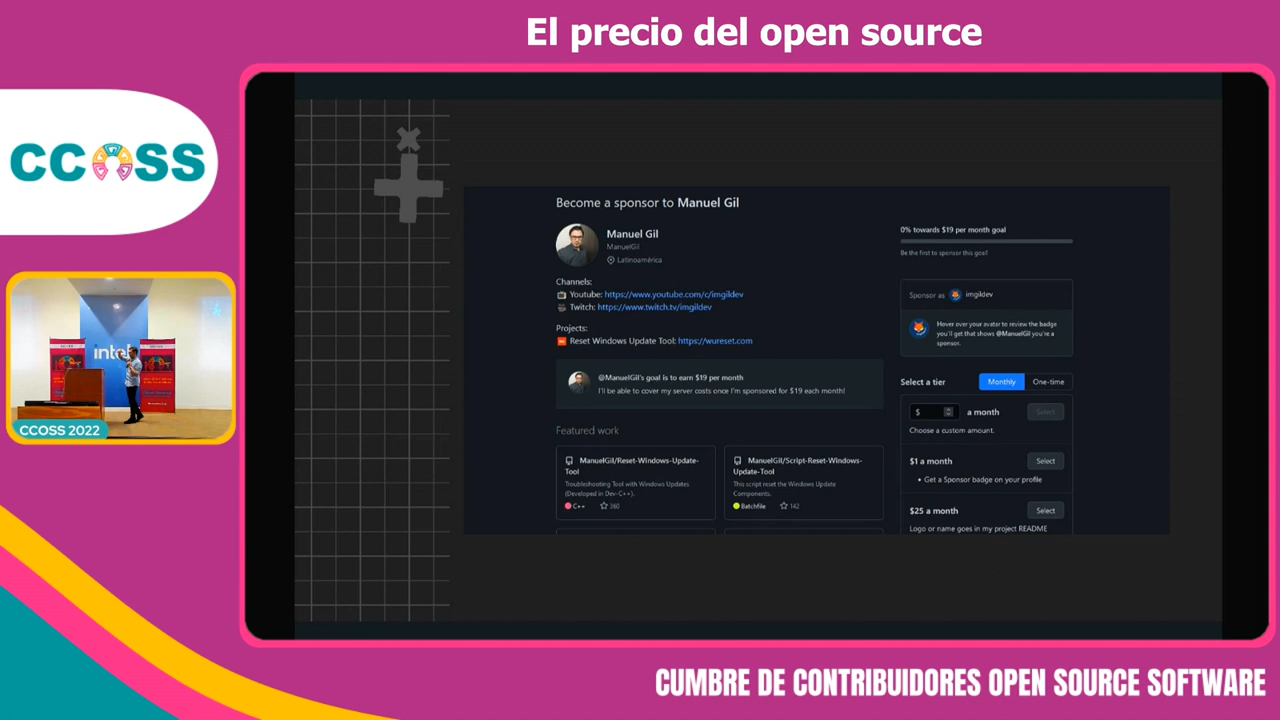 El precio del open source
CCOSS
intel
CCOSS 2022
Become a sponsor to Manuel Gil
Manuel Gil
ManuelGil
Latinoamérica
Channels:
Youtube: https://www.youtube.com/c/imgildev
Twitch: https://www.twitch.tv/imgildev
Projects:
Reset Windows Update Tool: https://wureset.com
@ManuelGil's goal is to earn $19 per month
I'll be able to cover my server costs once I'm sponsored for $19 each month!
Featured work
ManuelGil/Reset-Windows-Update-
Tool
Troubleshooting Tool with Windows Updates
(Developed in Dev-C++).
C++ 360
ManuelGil/Script-Reset-Windows-
Update-Tool
This script reset the Windows Update
Components.
Batchfile 142
0% towards $19 per month goal
Be the first to sponsor this goal!
Sponsor as imgildev
Hover over your avatar to review the badge
you'll get that shows @ManuelGil you're a
sponsor.
Select a tier Monthly One-time
$ a month Select
Choose a custom amount.
$1 a month Select
• Get a Sponsor badge on your profile
$25 a month Select
Logo or name goes in my project README
CUMBRE DE CONTRIBUIDORES OPEN SOURCE SOFTWARE